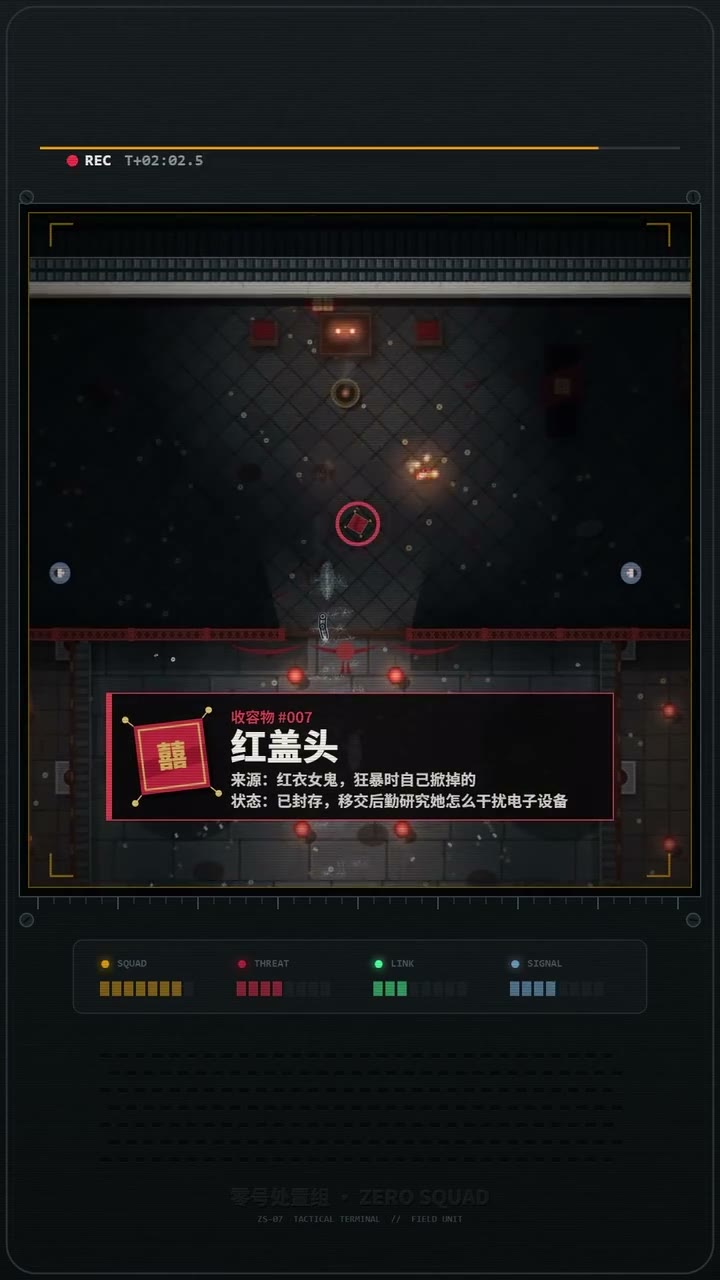 REC T+02:02.5
囍
收容物 #007
红盖头
来源：红衣女鬼，狂暴时自己掀掉的
状态：已封存，移交后勤研究她怎么干扰电子设备
SQUAD THREAT LINK SIGNAL
零号处置组 · ZERO SQUAD
ZS-07 TACTICAL TERMINAL // FIELD UNIT